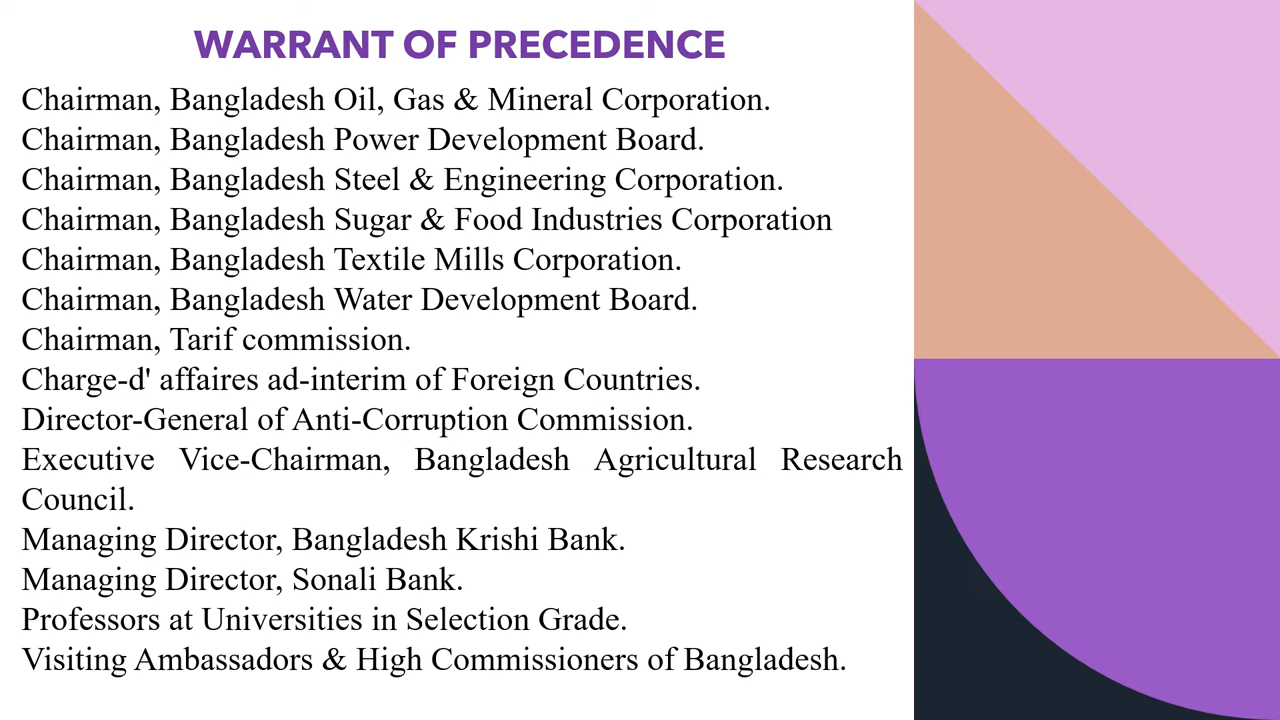 WARRANT OF PRECEDENCE
Chairman, Bangladesh Oil, Gas & Mineral Corporation.
Chairman, Bangladesh Power Development Board.
Chairman, Bangladesh Steel & Engineering Corporation.
Chairman, Bangladesh Sugar & Food Industries Corporation
Chairman, Bangladesh Textile Mills Corporation.
Chairman, Bangladesh Water Development Board.
Chairman, Tarif commission.
Charge-d' affaires ad-interim of Foreign Countries.
Director-General of Anti-Corruption Commission.
Executive Vice-Chairman, Bangladesh Agricultural Research
Council.
Managing Director, Bangladesh Krishi Bank.
Managing Director, Sonali Bank.
Professors at Universities in Selection Grade.
Visiting Ambassadors & High Commissioners of Bangladesh.